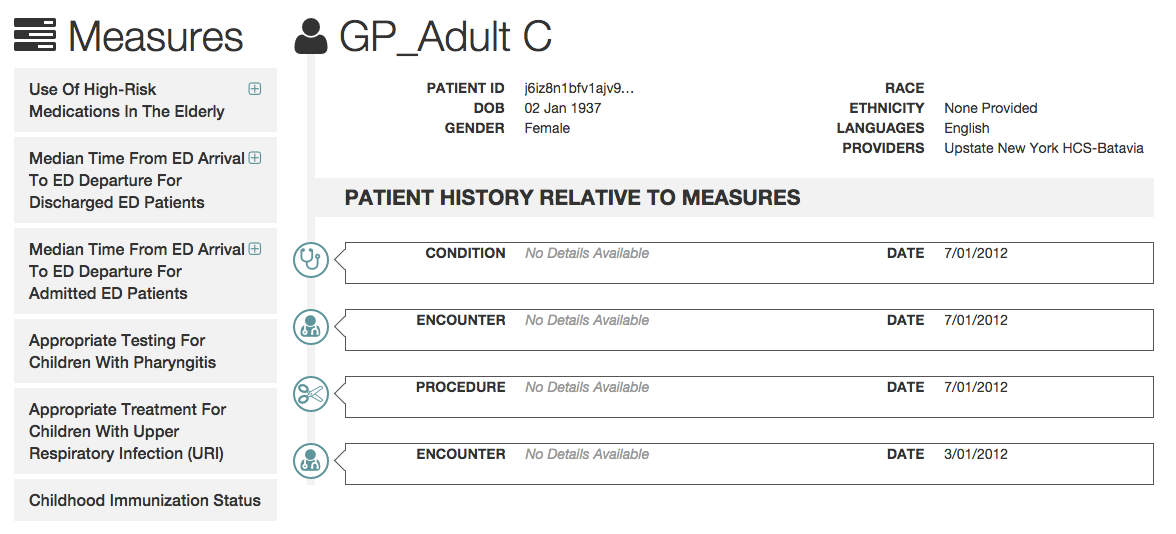 Measures
Use Of High-Risk
Medications In The Elderly
Median Time From ED Arrival
To ED Departure For
Discharged ED Patients
Median Time From ED Arrival
To ED Departure For
Admitted ED Patients
Appropriate Testing For
Children With Pharyngitis
Appropriate Treatment For
Children With Upper
Respiratory Infection (URI)
Childhood Immunization Status
GP_Adult C
PATIENT ID j6iz8n1bfv1ajv9...
DOB 02 Jan 1937
GENDER Female
RACE
ETHNICITY None Provided
LANGUAGES English
PROVIDERS Upstate New York HCS-Batavia
PATIENT HISTORY RELATIVE TO MEASURES
CONDITION No Details Available DATE 7/01/2012
ENCOUNTER No Details Available DATE 7/01/2012
PROCEDURE No Details Available DATE 7/01/2012
ENCOUNTER No Details Available DATE 3/01/2012